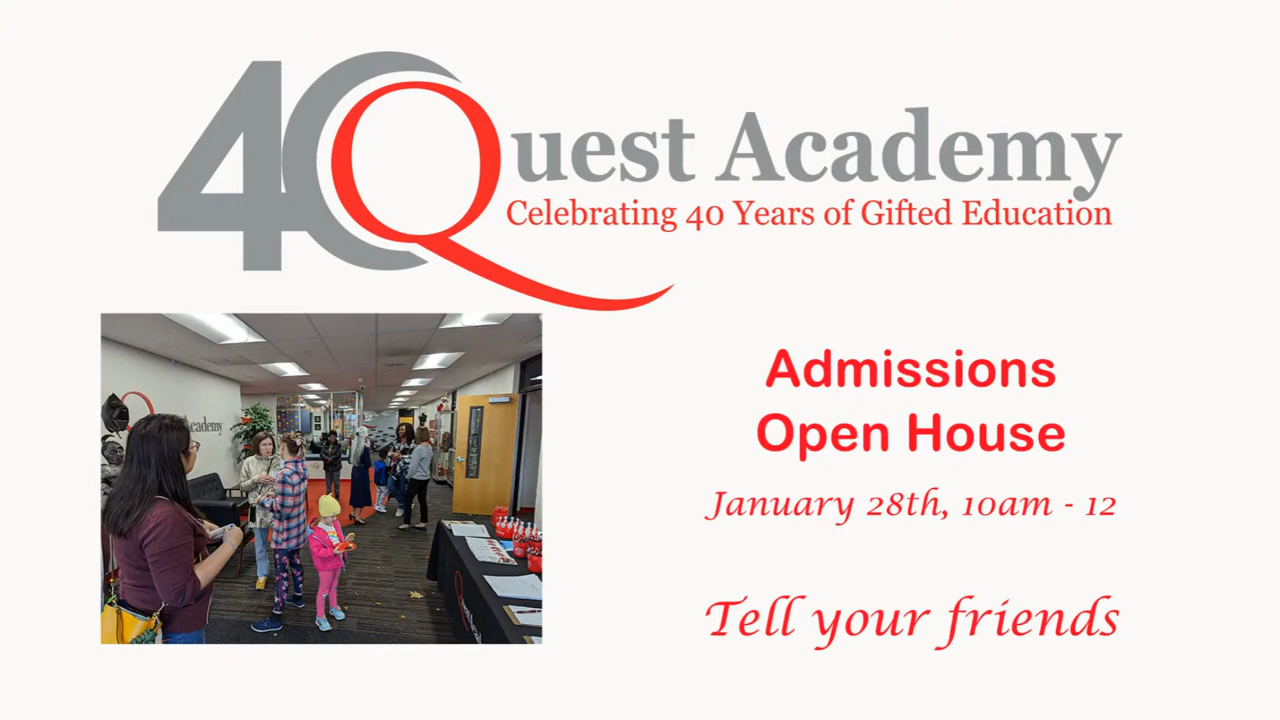 40 Quest Academy
Celebrating 40 Years of Gifted Education
Academy
Admissions
Open House
January 28th, 10am - 12
Tell your friends